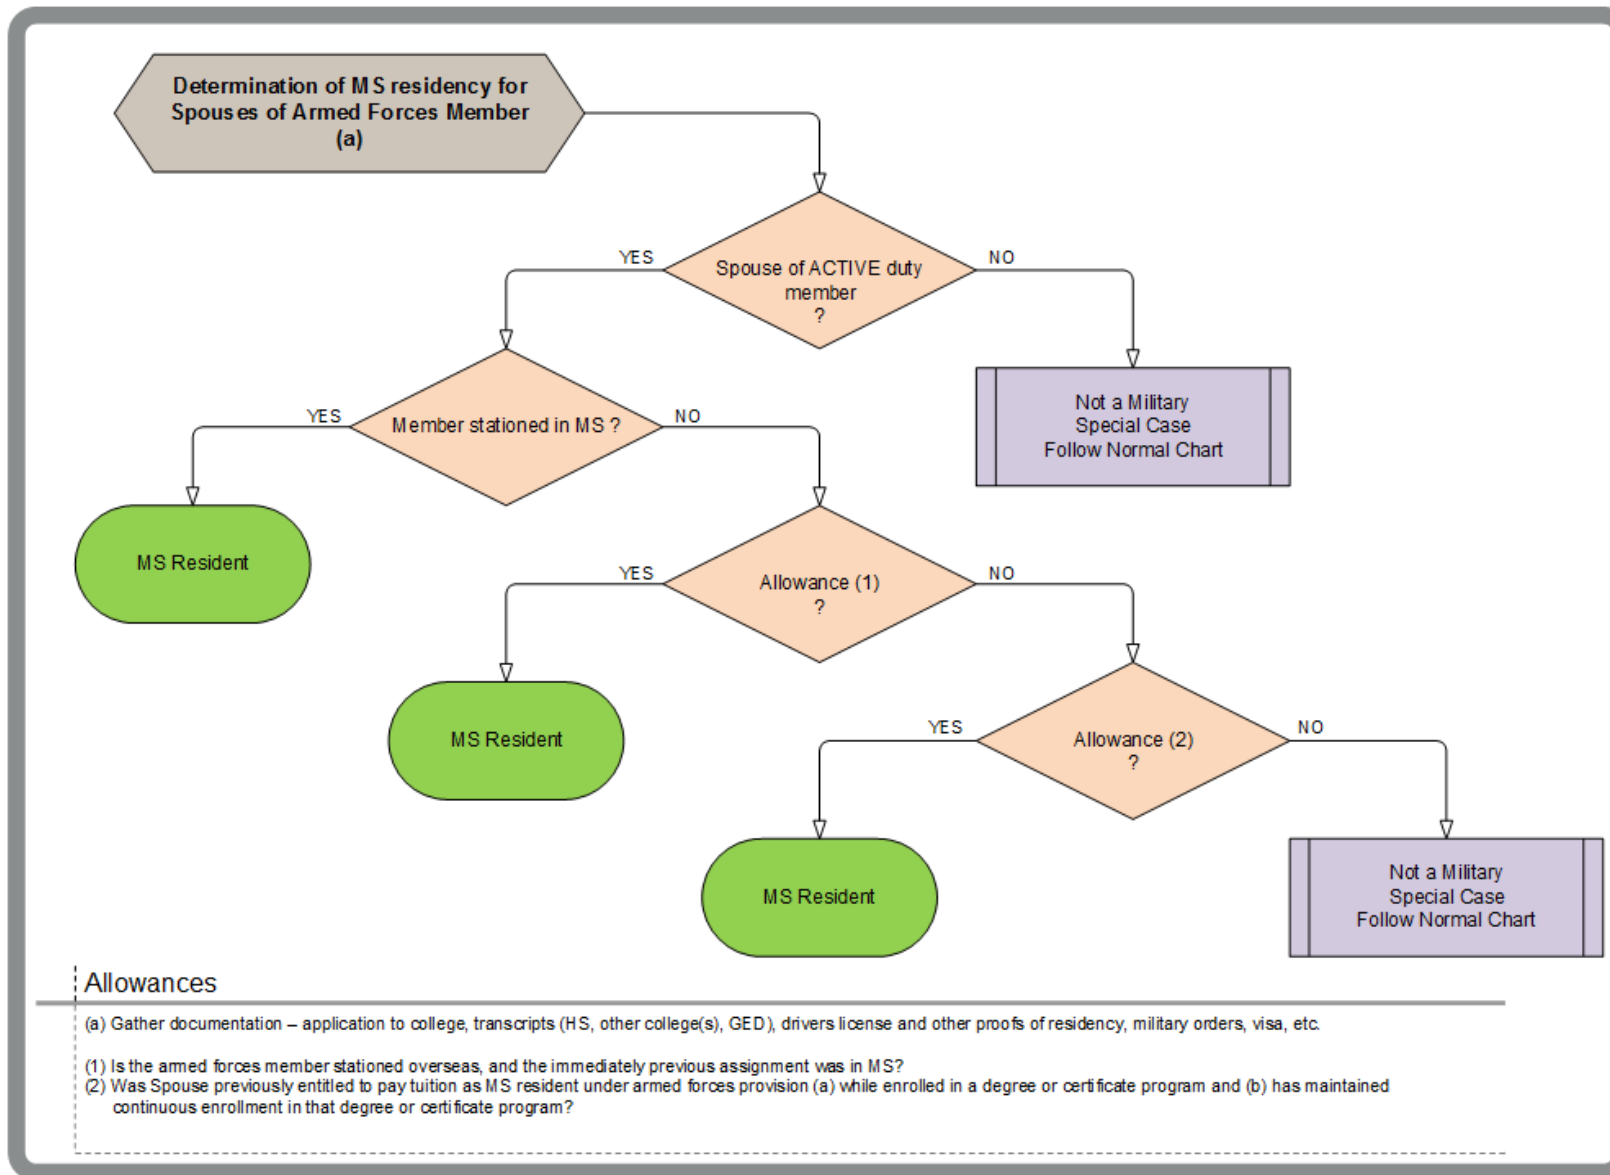 Determination of MS residency for
Spouses of Armed Forces Member
(a)
YES
Spouse of ACTIVE duty
member
?
NO
YES
Member stationed in MS ?
NO
Not a Military
Special Case
Follow Normal Chart
MS Resident
YES
Allowance (1)
?
NO
MS Resident
YES
Allowance (2)
?
NO
MS Resident
Not a Military
Special Case
Follow Normal Chart
Allowances
(a) Gather documentation – application to college, transcripts (HS, other college(s), GED), drivers license and other proofs of residency, military orders, visa, etc.
(1) Is the armed forces member stationed overseas, and the immediately previous assignment was in MS?
(2) Was Spouse previously entitled to pay tuition as MS resident under armed forces provision (a) while enrolled in a degree or certificate program and (b) has maintained
continuous enrollment in that degree or certificate program?